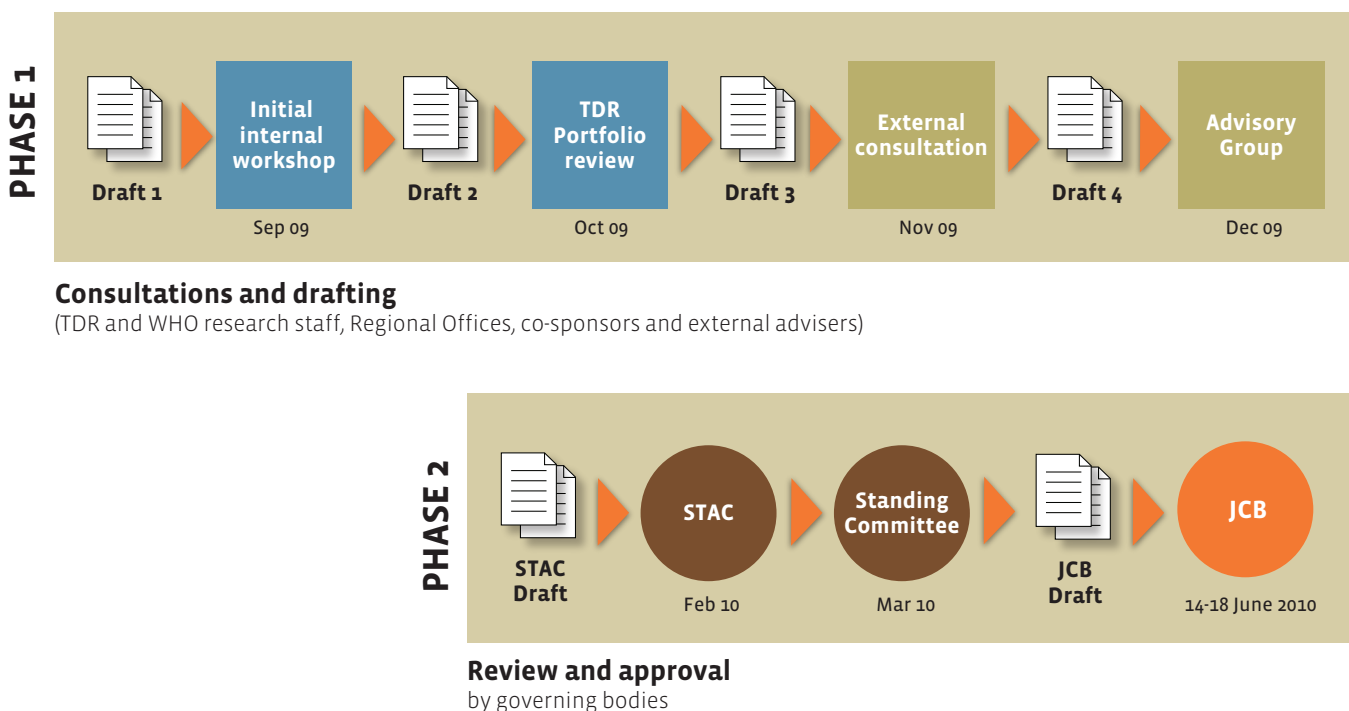 PHASE 1
Draft 1
Initial
internal
workshop
Sep 09
Draft 2
TDR
Portfolio
review
Oct 09
Draft 3
External
consultation
Nov 09
Draft 4
Advisory
Group
Dec 09
Consultations and drafting
(TDR and WHO research staff, Regional Offices, co-sponsors and external advisers)
PHASE 2
STAC
Draft
STAC
Feb 10
Standing
Committee
Mar 10
JCB
Draft
JCB
14-18 June 2010
Review and approval
by governing bodies